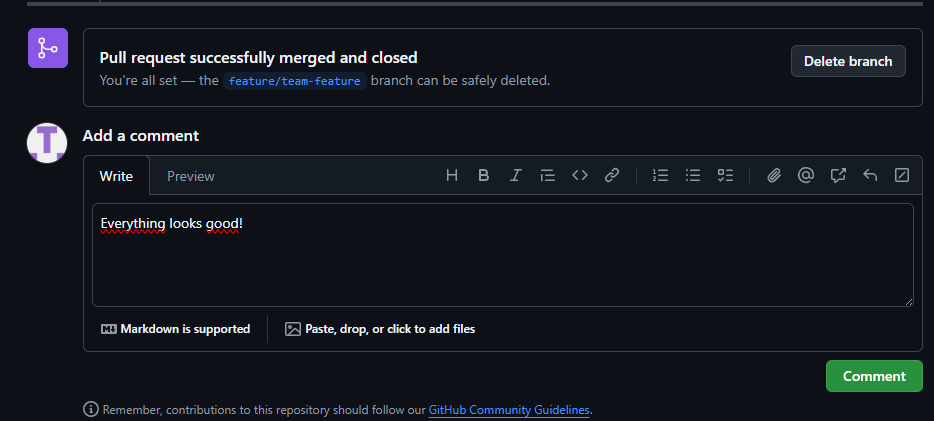 Pull request successfully merged and closed
You're all set — the feature/team-feature branch can be safely deleted.
Delete branch
Add a comment
Write
Preview
Everything looks good!
Markdown is supported
Paste, drop, or click to add files
Comment
Remember, contributions to this repository should follow our GitHub Community Guidelines.